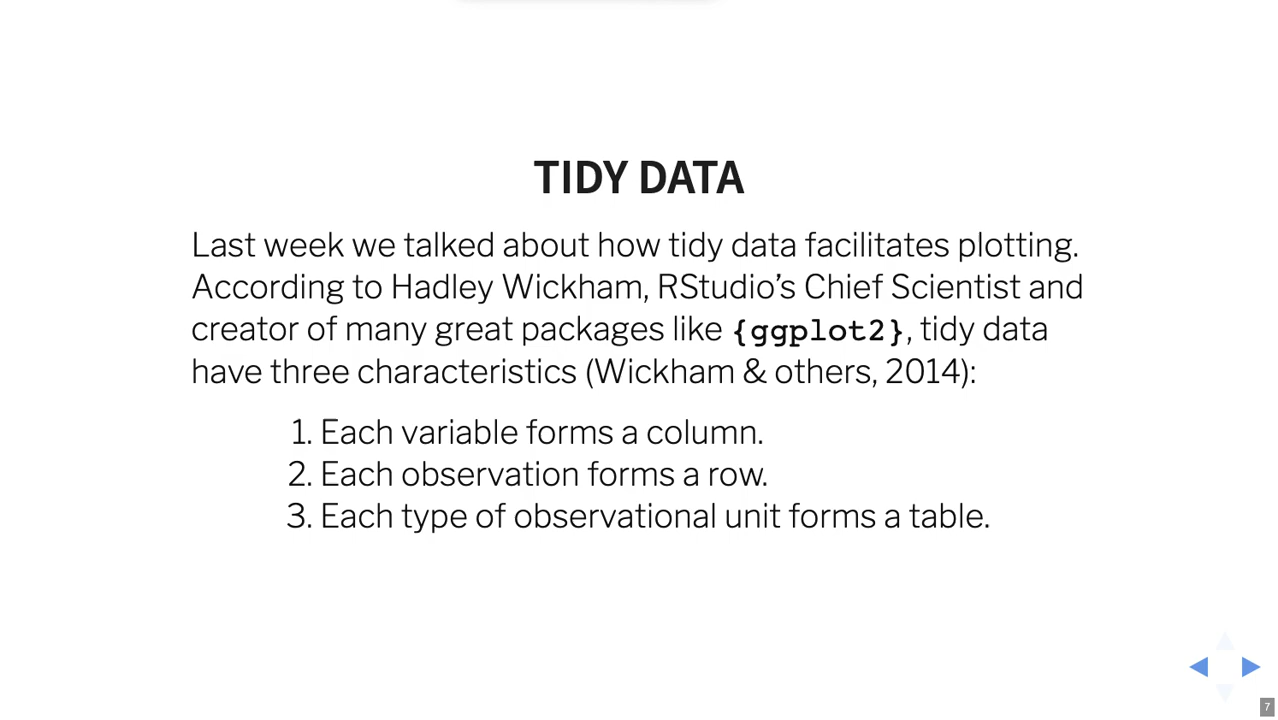 TIDY DATA
Last week we talked about how tidy data facilitates plotting.
According to Hadley Wickham, RStudio’s Chief Scientist and
creator of many great packages like {ggplot2}, tidy data
have three characteristics (Wickham & others, 2014):
1. Each variable forms a column.
2. Each observation forms a row.
3. Each type of observational unit forms a table.
7